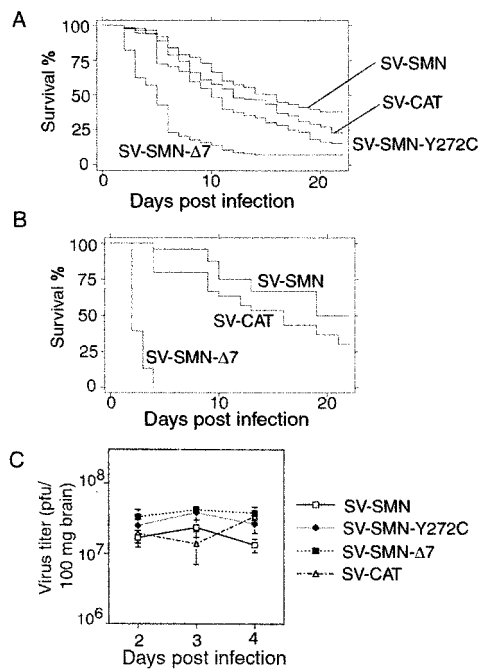 A
Survival %
100
75
50
25
0
SV-SMN
SV-CAT
SV-SMN-Y272C
SV-SMN-Δ7
0 10 20
Days post infection
B
Survival %
100
75
50
25
0
SV-SMN
SV-CAT
SV-SMN-Δ7
0 10 20
Days post infection
C
Virus titer (pfu/
100 mg brain)
10⁸
10⁷
10⁶
SV-SMN
SV-SMN-Y272C
SV-SMN-Δ7
SV-CAT
2 3 4
Days post infection